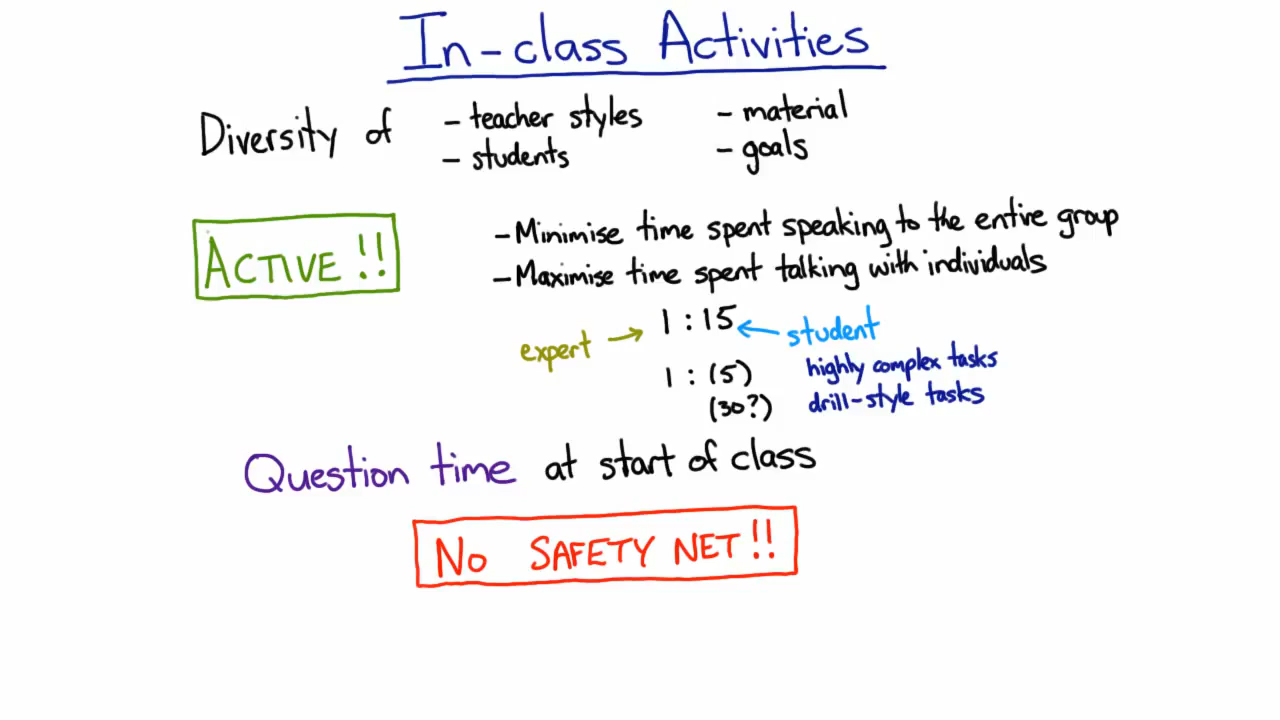 In-class Activities
Diversity of
- teacher styles
- students
- material
- goals
ACTIVE!!
- Minimise time spent speaking to the entire group
- Maximise time spent talking with individuals
expert → 1 : 15 ← student
1 : (5) highly complex tasks
(30?) drill-style tasks
Question time at start of class
NO SAFETY NET!!